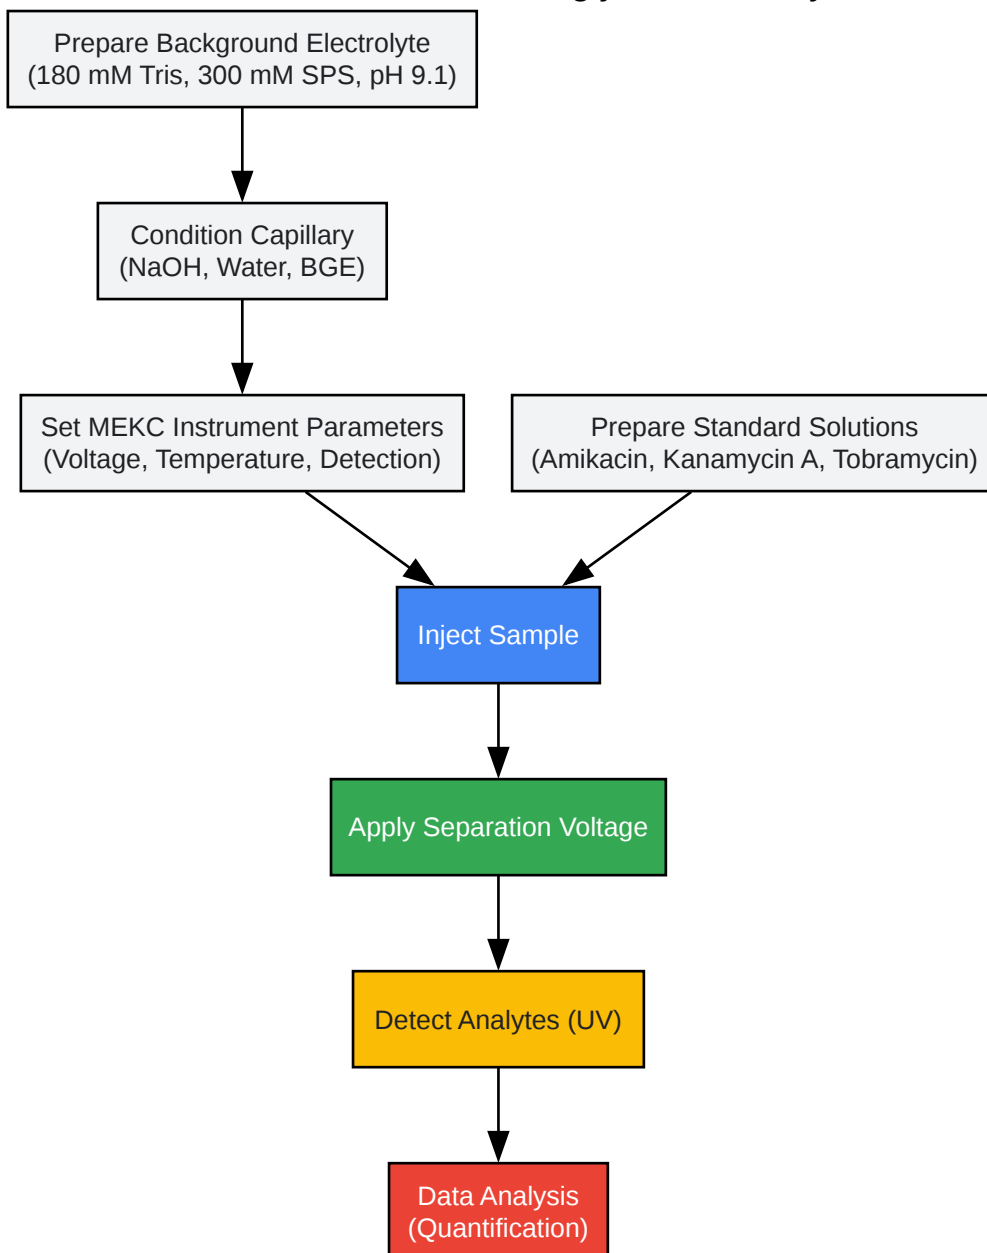 Prepare Background Electrolyte
(180 mM Tris, 300 mM SPS, pH 9.1)
Condition Capillary
(NaOH, Water, BGE)
Set MEKC Instrument Parameters
(Voltage, Temperature, Detection)
Prepare Standard Solutions
(Amikacin, Kanamycin A, Tobramycin)
Inject Sample
Apply Separation Voltage
Detect Analytes (UV)
Data Analysis
(Quantification)